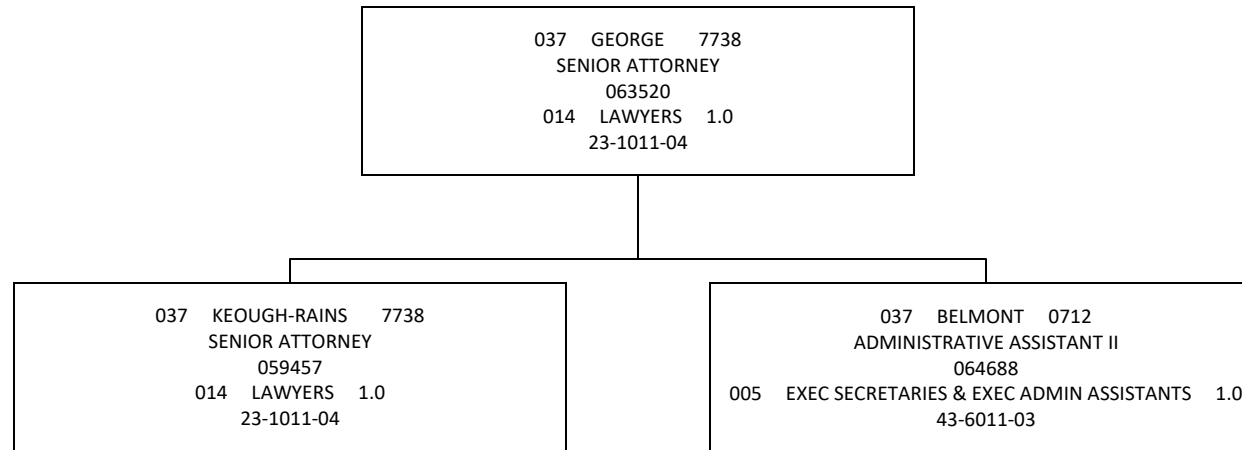 037 GEORGE 7738
SENIOR ATTORNEY
063520
014 LAWYERS 1.0
23-1011-04
037 KEOUGH-RAINS 7738
SENIOR ATTORNEY
059457
014 LAWYERS 1.0
23-1011-04
037 BELMONT 0712
ADMINISTRATIVE ASSISTANT II
064688
005 EXEC SECRETARIES & EXEC ADMIN ASSISTANTS 1.0
43-6011-03